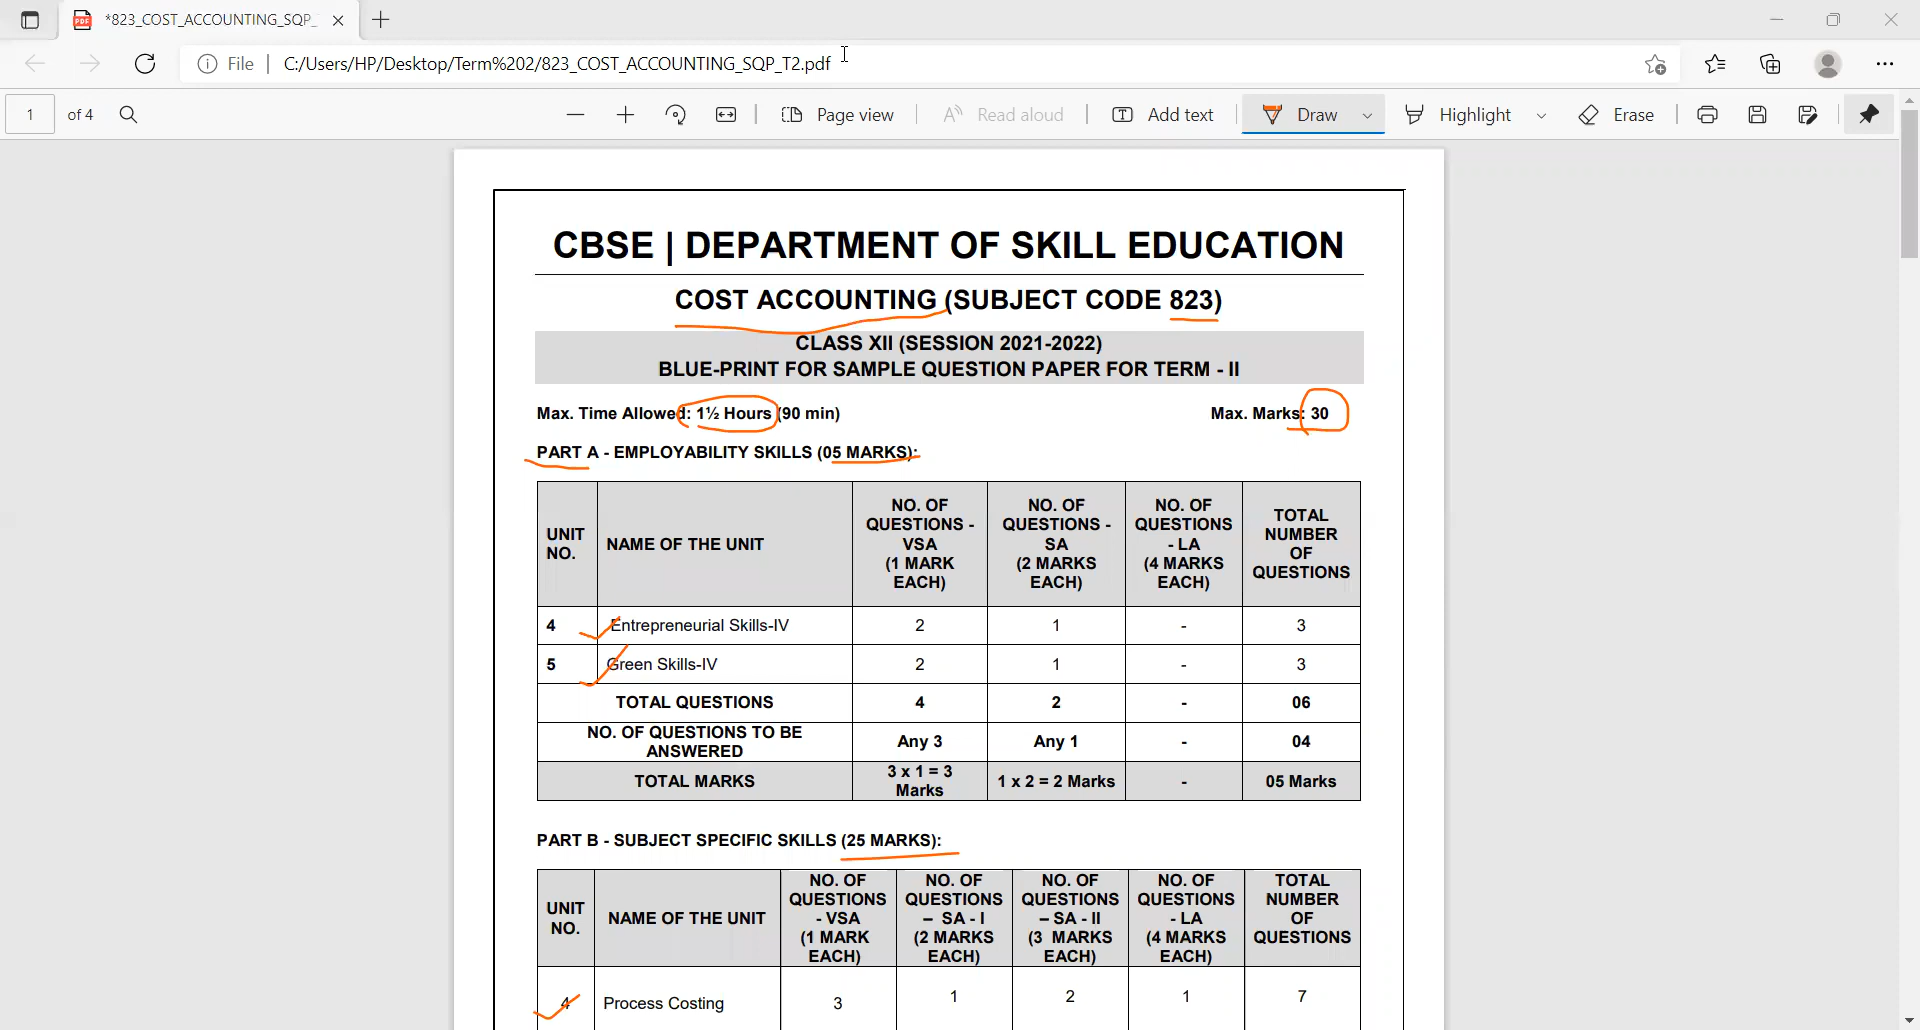 *823_COST_ACCOUNTING_SQP_
File C:/Users/HP/Desktop/Term%202/823_COST_ACCOUNTING_SQP_T2.pdf
1 of 4 Page view Read aloud Add text Draw Highlight Erase
CBSE | DEPARTMENT OF SKILL EDUCATION
COST ACCOUNTING (SUBJECT CODE 823)
CLASS XII (SESSION 2021-2022)
BLUE-PRINT FOR SAMPLE QUESTION PAPER FOR TERM - II
Max. Time Allowed: 1½ Hours (90 min) Max. Marks: 30
PART A - EMPLOYABILITY SKILLS (05 MARKS):
UNIT NO. NAME OF THE UNIT NO. OF QUESTIONS - VSA (1 MARK EACH) NO. OF QUESTIONS - SA (2 MARKS EACH) NO. OF QUESTIONS - LA (4 MARKS EACH) TOTAL NUMBER OF QUESTIONS
4 Entrepreneurial Skills-IV 2 1 - 3
5 Green Skills-IV 2 1 - 3
TOTAL QUESTIONS 4 2 - 06
NO. OF QUESTIONS TO BE ANSWERED Any 3 Any 1 - 04
TOTAL MARKS 3 x 1 = 3 Marks 1 x 2 = 2 Marks - 05 Marks
PART B - SUBJECT SPECIFIC SKILLS (25 MARKS):
UNIT NO. NAME OF THE UNIT NO. OF QUESTIONS - VSA (1 MARK EACH) NO. OF QUESTIONS – SA - I (2 MARKS EACH) NO. OF QUESTIONS – SA - II (3 MARKS EACH) NO. OF QUESTIONS - LA (4 MARKS EACH) TOTAL NUMBER OF QUESTIONS
4 Process Costing 3 1 2 1 7